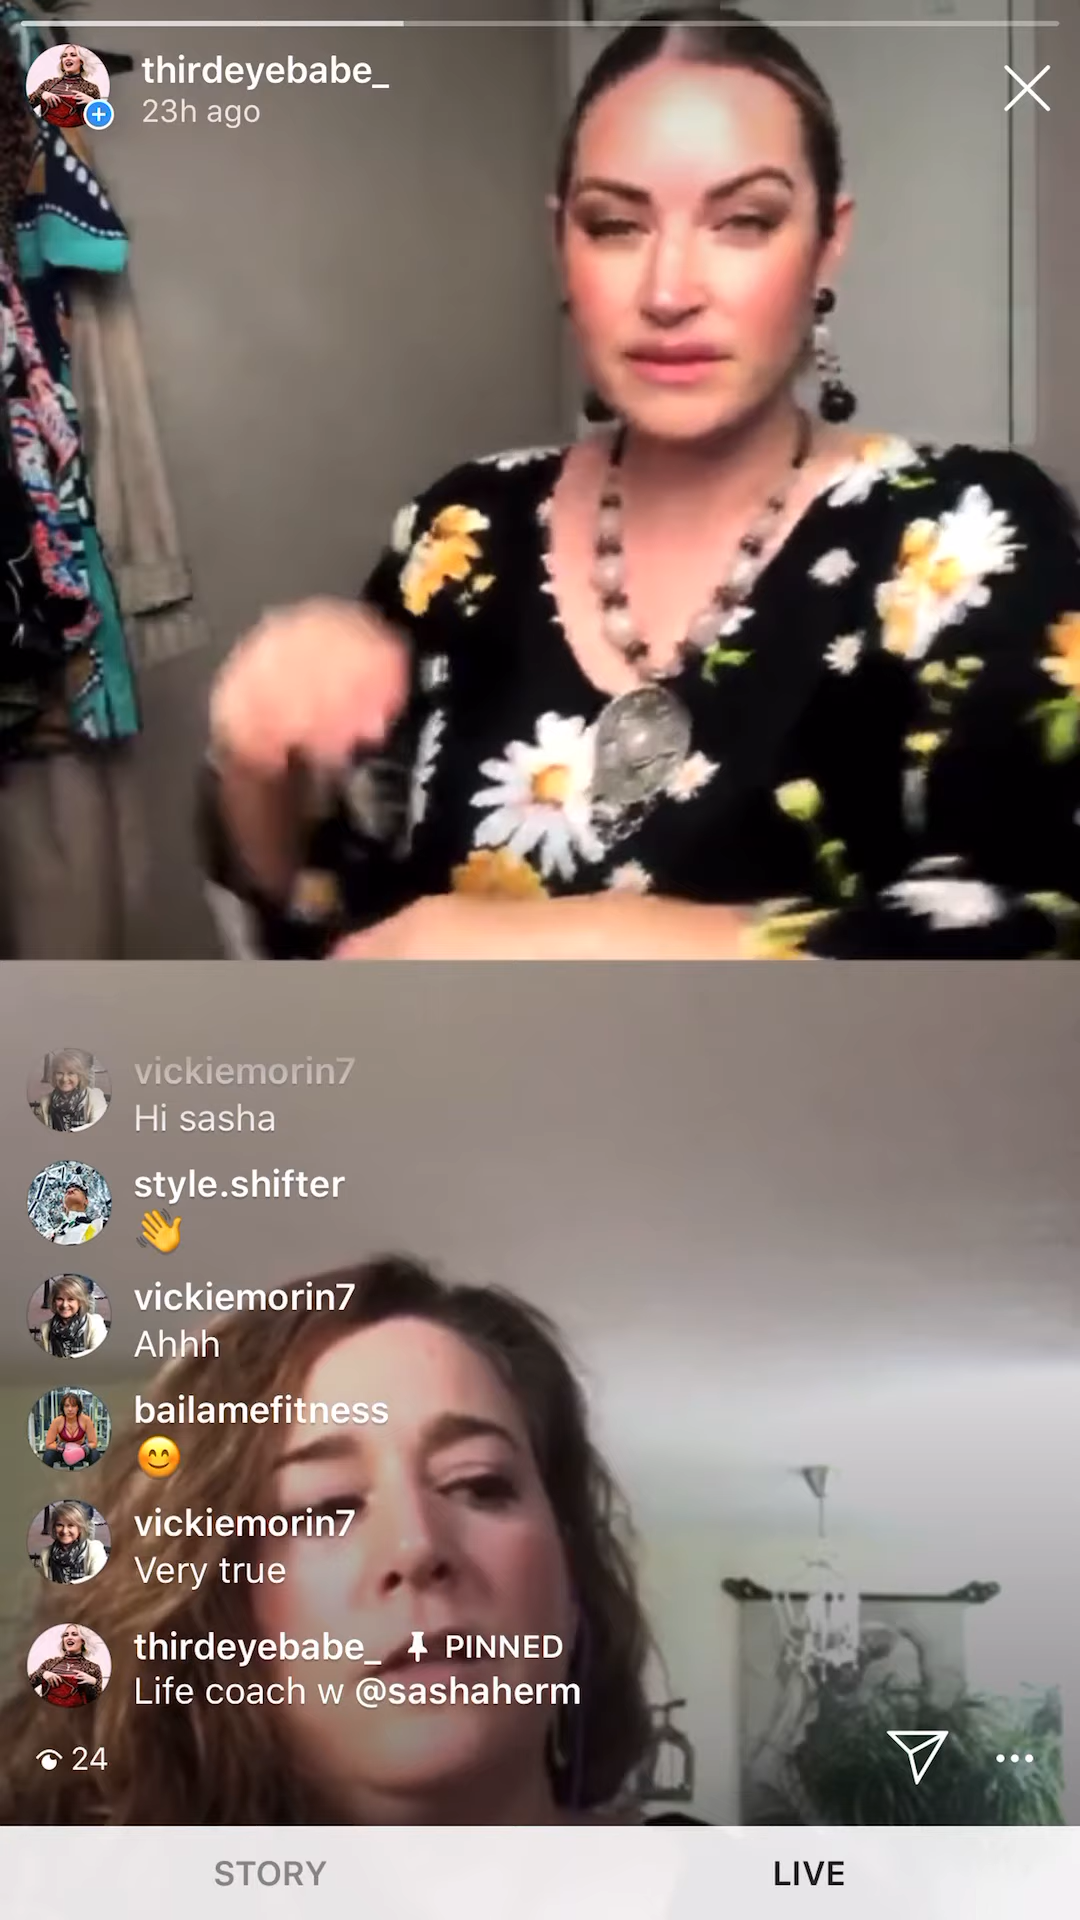 thirdeyebabe_
23h ago
vickiemorin7
Hi sasha
style.shifter
👋
vickiemorin7
Ahhh
bailamefitness
😊
vickiemorin7
Very true
thirdeyebabe_ 📌 PINNED
Life coach w @sashaherm
24
STORY
LIVE